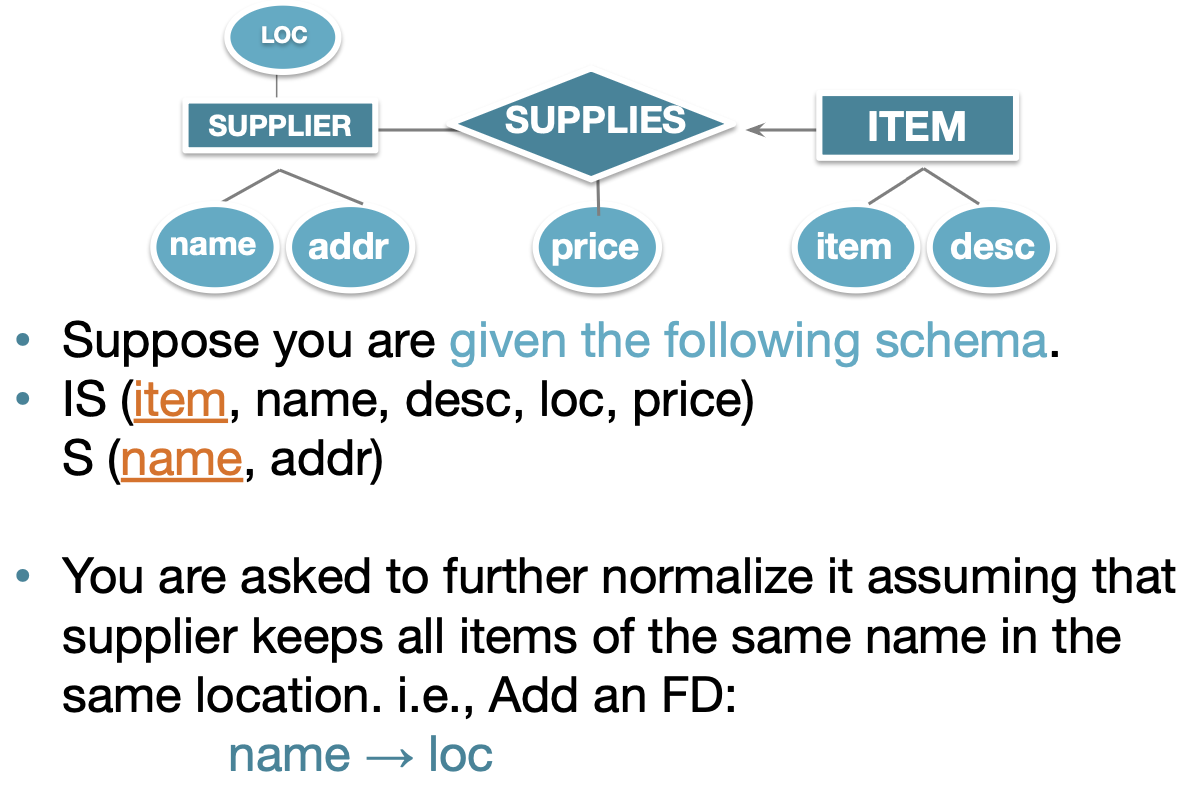 LOC
SUPPLIER
SUPPLIES
ITEM
name
addr
price
item
desc
• Suppose you are given the following schema.
• IS (item, name, desc, loc, price)
S (name, addr)
• You are asked to further normalize it assuming that
supplier keeps all items of the same name in the
same location. i.e., Add an FD:
name → loc